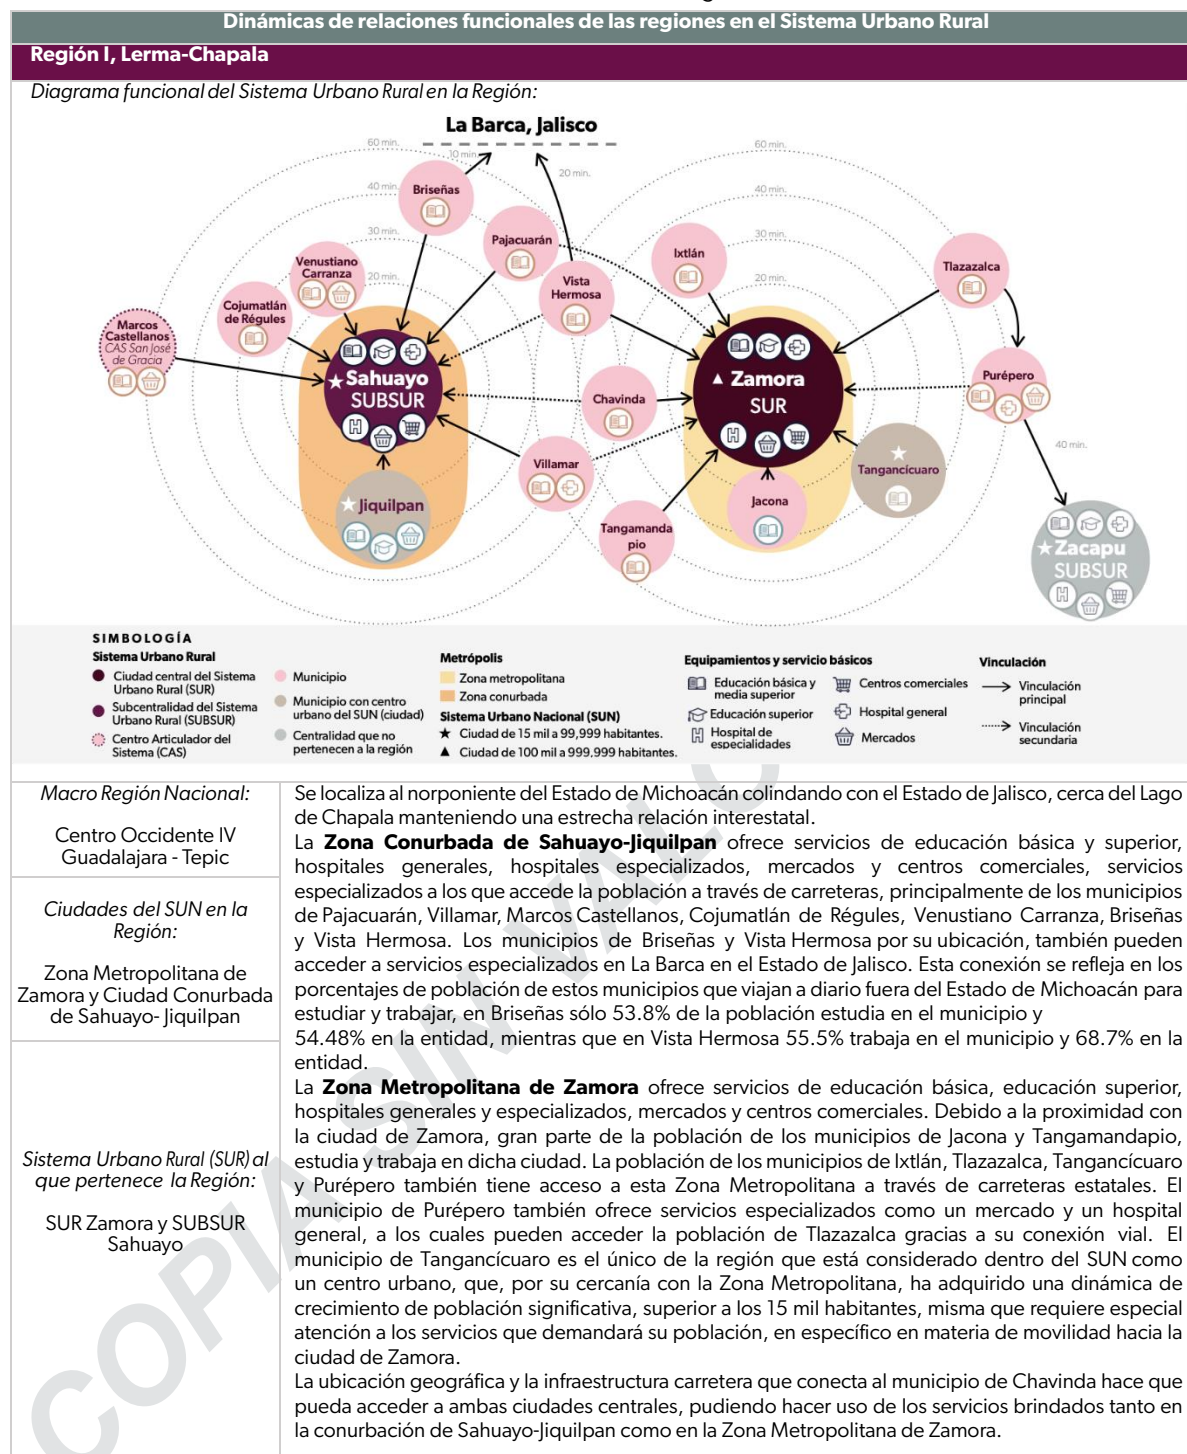 Dinámicas de relaciones funcionales de las regiones en el Sistema Urbano Rural
Región I, Lerma-Chapala
Diagrama funcional del Sistema Urbano Rural en la Región:
La Barca, Jalisco
60 min.
10 min.
20 min.
60 min.
40 min.
40 min.
30 min.
30 min.
20 min.
20 min.
Briseñas
Pajacuarán
Ixtlán
Tlazazalca
Venustiano
Carranza
Vista
Hermosa
Cojumatlán
de Régules
Marcos
Castellanos
CAS San José
de Gracia
Sahuayo
SUBSUR
Zamora
SUR
Chavinda
Purépero
40 min.
Villamar
Tangancícuaro
Jiquilpan
Jacona
Tangamanda
pio
Zacapu
SUBSUR
SIMBOLOGÍA
Sistema Urbano Rural
Ciudad central del Sistema
Urbano Rural (SUR)
Subcentralidad del Sistema
Urbano Rural (SUBSUR)
Centro Articulador del
Sistema (CAS)
Municipio
Municipio con centro
urbano del SUN (ciudad)
Centralidad que no
pertenecen a la región
Metrópolis
Zona metropolitana
Zona conurbada
Sistema Urbano Nacional (SUN)
Ciudad de 15 mil a 99,999 habitantes.
Ciudad de 100 mil a 999,999 habitantes.
Equipamientos y servicio básicos
Educación básica y
media superior
Educación superior
Hospital de
especialidades
Centros comerciales
Hospital general
Mercados
Vinculación
Vinculación
principal
Vinculación
secundaria
Macro Región Nacional:
Centro Occidente IV
Guadalajara - Tepic
Ciudades del SUN en la
Región:
Zona Metropolitana de
Zamora y Ciudad Conurbada
de Sahuayo- Jiquilpan
Sistema Urbano Rural (SUR) al
que pertenece la Región:
SUR Zamora y SUBSUR
Sahuayo
Se localiza al norponiente del Estado de Michoacán colindando con el Estado de Jalisco, cerca del Lago
de Chapala manteniendo una estrecha relación interestatal.
La Zona Conurbada de Sahuayo-Jiquilpan ofrece servicios de educación básica y superior,
hospitales generales, hospitales especializados, mercados y centros comerciales, servicios
especializados a los que accede la población a través de carreteras, principalmente de los municipios
de Pajacuarán, Villamar, Marcos Castellanos, Cojumatlán de Régules, Venustiano Carranza, Briseñas
y Vista Hermosa. Los municipios de Briseñas y Vista Hermosa por su ubicación, también pueden
acceder a servicios especializados en La Barca en el Estado de Jalisco. Esta conexión se refleja en los
porcentajes de población de estos municipios que viajan a diario fuera del Estado de Michoacán para
estudiar y trabajar, en Briseñas sólo 53.8% de la población estudia en el municipio y
54.48% en la entidad, mientras que en Vista Hermosa 55.5% trabaja en el municipio y 68.7% en la
entidad.
La Zona Metropolitana de Zamora ofrece servicios de educación básica, educación superior,
hospitales generales y especializados, mercados y centros comerciales. Debido a la proximidad con
la ciudad de Zamora, gran parte de la población de los municipios de Jacona y Tangamandapio,
estudia y trabaja en dicha ciudad. La población de los municipios de Ixtlán, Tlazazalca, Tangancícuaro
y Purépero también tiene acceso a esta Zona Metropolitana a través de carreteras estatales. El
municipio de Purépero también ofrece servicios especializados como un mercado y un hospital
general, a los cuales pueden acceder la población de Tlazazalca gracias a su conexión vial. El
municipio de Tangancícuaro es el único de la región que está considerado dentro del SUN como
un centro urbano, que, por su cercanía con la Zona Metropolitana, ha adquirido una dinámica de
crecimiento de población significativa, superior a los 15 mil habitantes, misma que requiere especial
atención a los servicios que demandará su población, en específico en materia de movilidad hacia la
ciudad de Zamora.
La ubicación geográfica y la infraestructura carretera que conecta al municipio de Chavinda hace que
pueda acceder a ambas ciudades centrales, pudiendo hacer uso de los servicios brindados tanto en
la conurbación de Sahuayo-Jiquilpan como en la Zona Metropolitana de Zamora.
COPIA SIN VALO